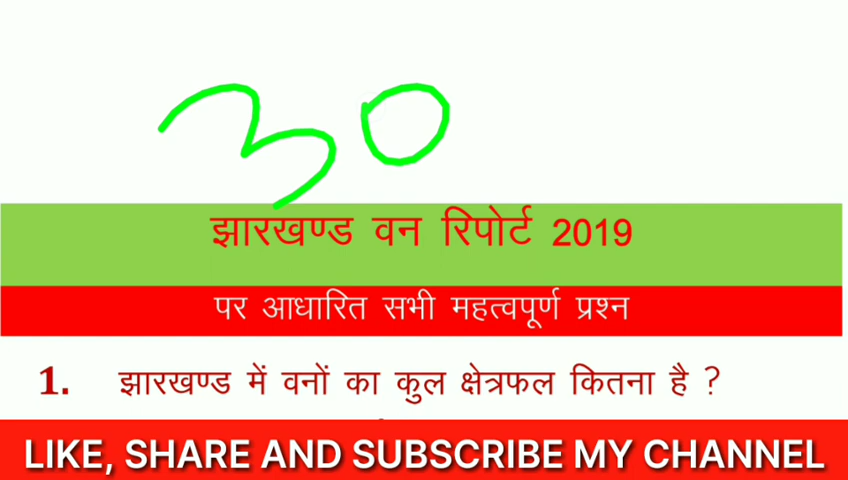 30
झारखण्ड वन रिपोर्ट 2019
पर आधारित सभी महत्वपूर्ण प्रश्न
1. झारखण्ड में वनों का कुल क्षेत्रफल कितना है ?
LIKE, SHARE AND SUBSCRIBE MY CHANNEL